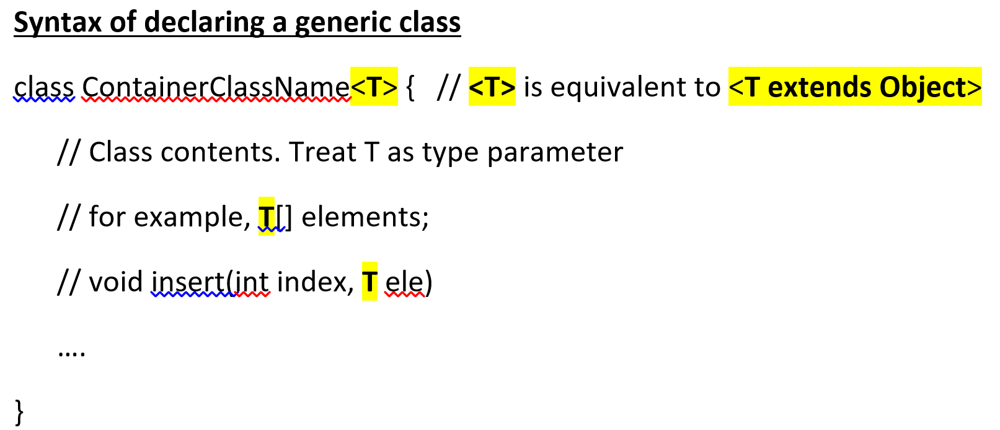 Syntax of declaring a generic class
class ContainerClassName<T> { // <T> is equivalent to <T extends Object>
// Class contents. Treat T as type parameter
// for example, T[] elements;
// void insert(int index, T ele)
....
}